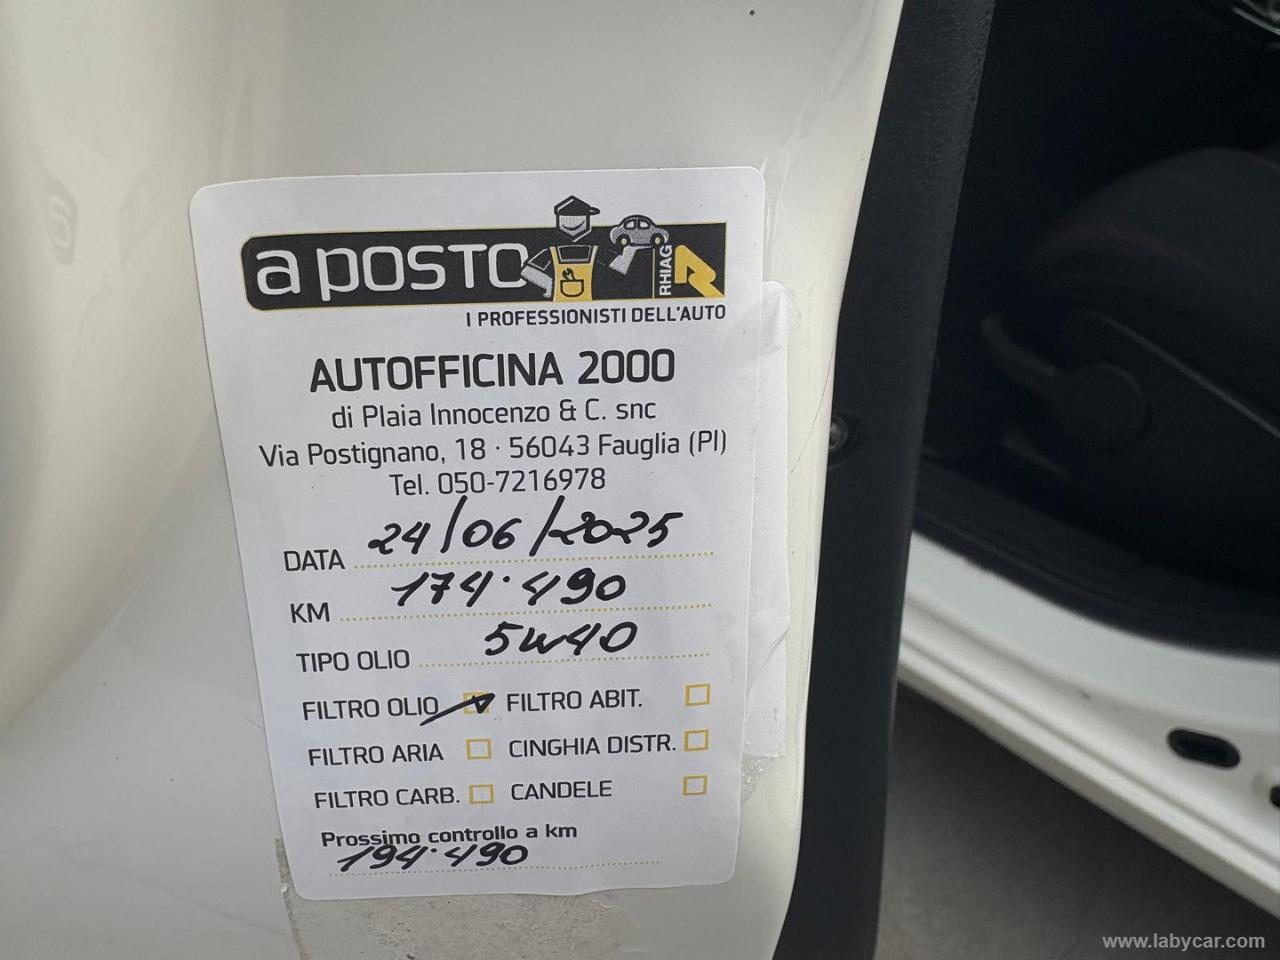 a posto
RHIAG
I PROFESSIONISTI DELL'AUTO
AUTOFFICINA 2000
di Plaia Innocenzo & C. snc
Via Postignano, 18 · 56043 Fauglia (PI)
Tel. 050-7216978
DATA 24/06/2025
KM 174·490
TIPO OLIO 5W40
FILTRO OLIO FILTRO ABIT.
FILTRO ARIA CINGHIA DISTR.
FILTRO CARB. CANDELE
Prossimo controllo a km
194·490
www.labycar.com